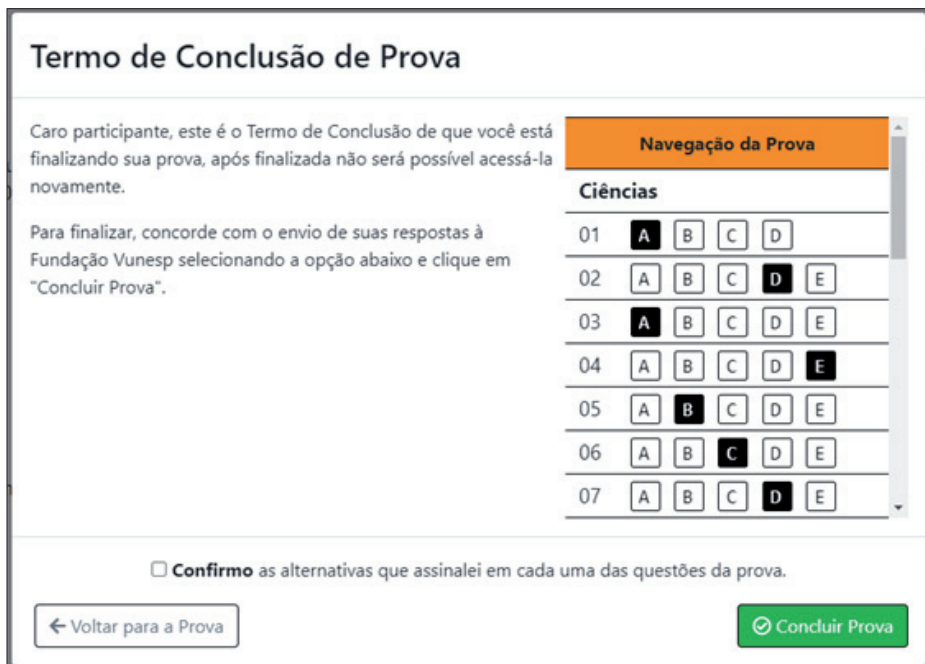 Termo de Conclusão de Prova
Caro participante, este é o Termo de Conclusão de que você está
finalizando sua prova, após finalizada não será possível acessá-la
novamente.
Para finalizar, concorde com o envio de suas respostas à
Fundação Vunesp selecionando a opção abaixo e clique em
"Concluir Prova".
Navegação da Prova
Ciências
01 A B C D
02 A B C D E
03 A B C D E
04 A B C D E
05 A B C D E
06 A B C D E
07 A B C D E
Confirmo as alternativas que assinalei em cada uma das questões da prova.
Voltar para a Prova
Concluir Prova